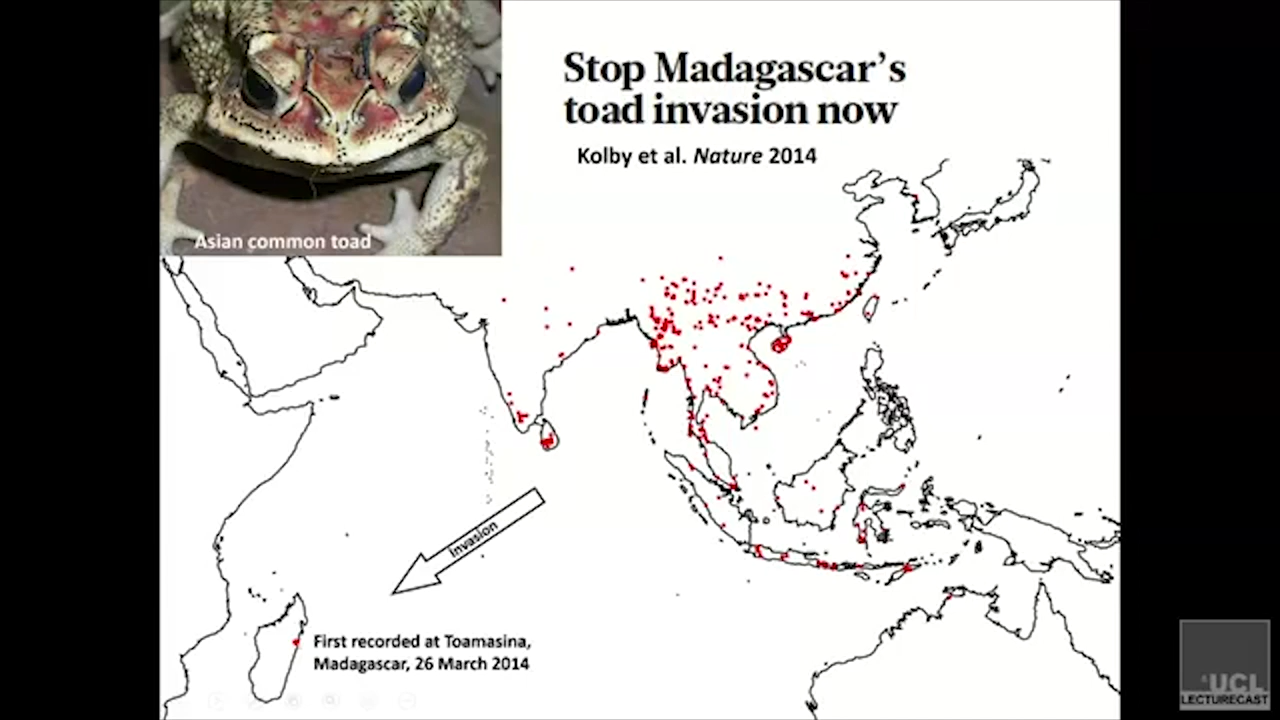 Stop Madagascar's
toad invasion now
Kolby et al. Nature 2014
Asian common toad
Invasion
First recorded at Toamasina,
Madagascar, 26 March 2014
UCL
LECTURECAST